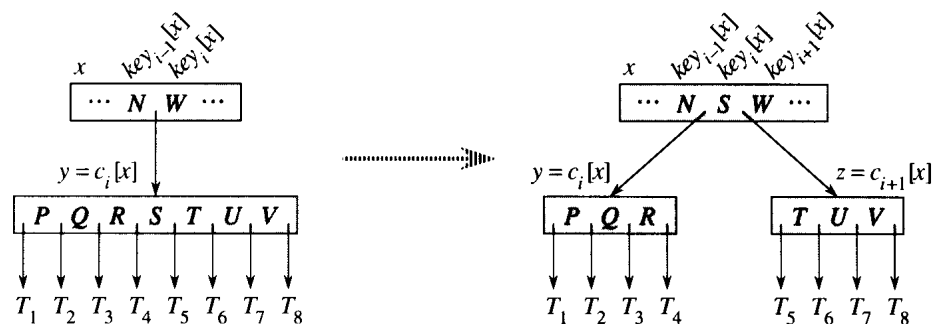 key_{i-1}[x] key_i[x] key_{i-1}[x] key_i[x] key_{i+1}[x]
x x
... N W ... ... N S W ...
y = c_i[x] y = c_i[x] z = c_{i+1}[x]
P Q R S T U V P Q R T U V
T_1 T_2 T_3 T_4 T_5 T_6 T_7 T_8 T_1 T_2 T_3 T_4 T_5 T_6 T_7 T_8